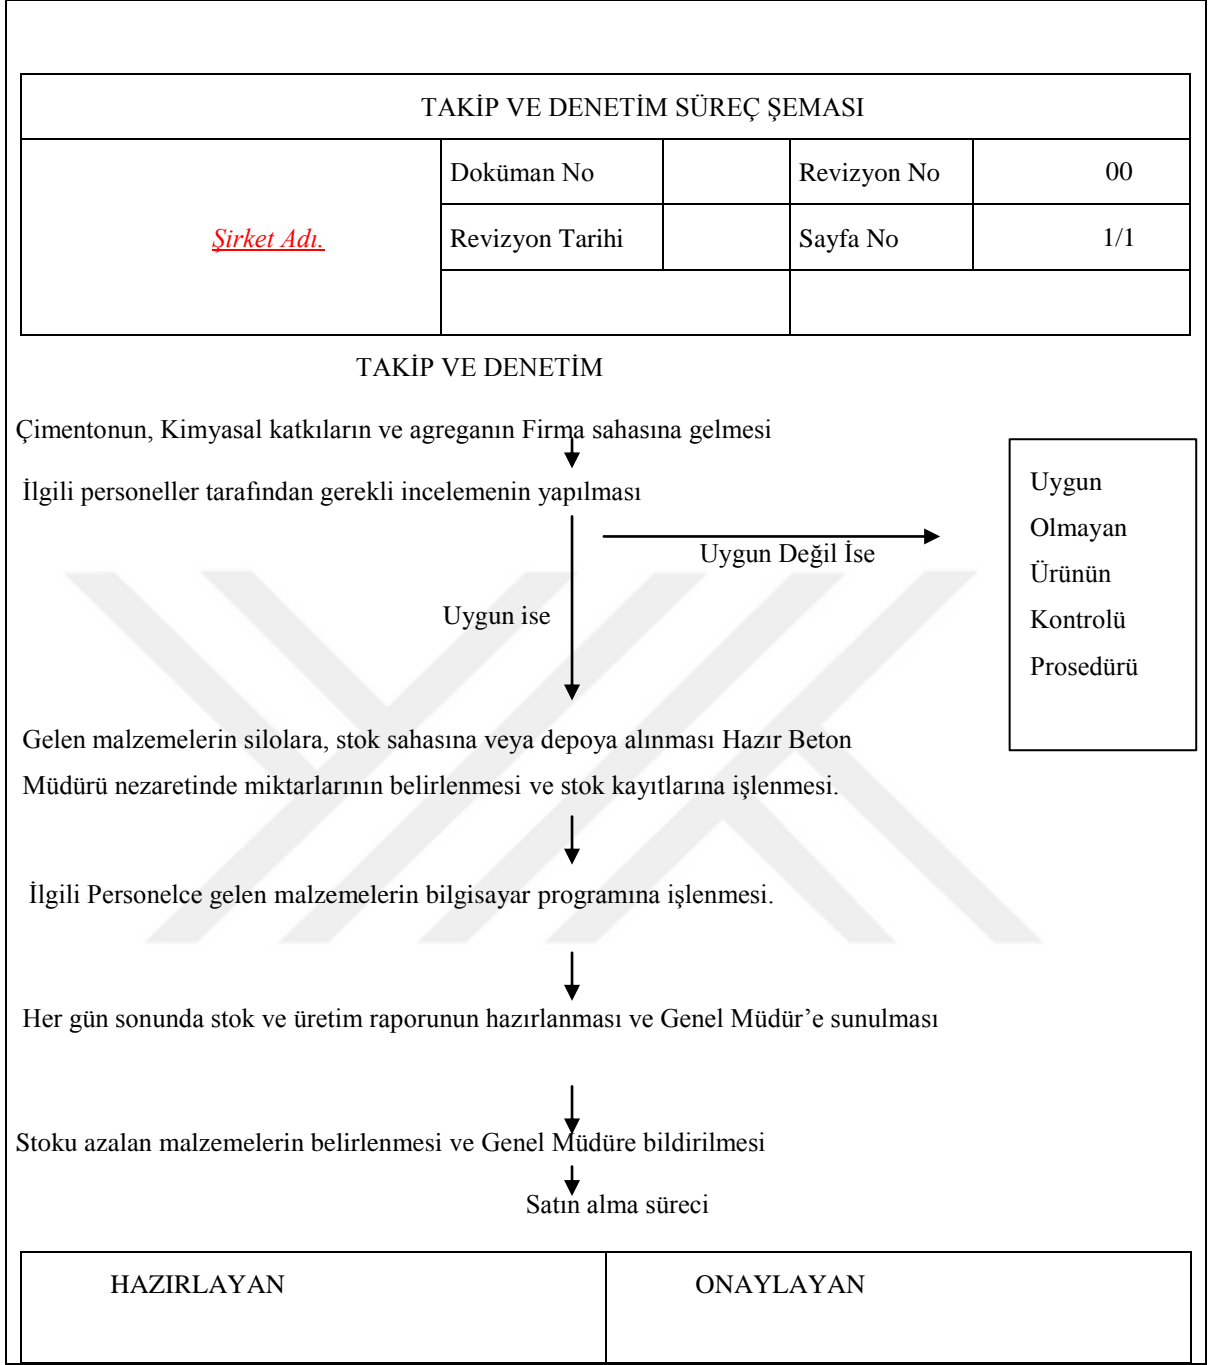 TAKİP VE DENETİM SÜREÇ ŞEMASI
Şirket Adı.
Doküman No
Revizyon No
00
Revizyon Tarihi
Sayfa No
1/1
TAKİP VE DENETİM
Çimentonun, Kimyasal katkıların ve agreganın Firma sahasına gelmesi
İlgili personeller tarafından gerekli incelemenin yapılması
Uygun Değil İse
Uygun
Olmayan
Ürünün
Kontrolü
Prosedürü
Uygun ise
Gelen malzemelerin silolara, stok sahasına veya depoya alınması Hazır Beton
Müdürü nezaretinde miktarlarının belirlenmesi ve stok kayıtlarına işlenmesi.
İlgili Personelce gelen malzemelerin bilgisayar programına işlenmesi.
Her gün sonunda stok ve üretim raporunun hazırlanması ve Genel Müdür’e sunulması
Stoku azalan malzemelerin belirlenmesi ve Genel Müdüre bildirilmesi
Satın alma süreci
HAZIRLAYAN
ONAYLAYAN